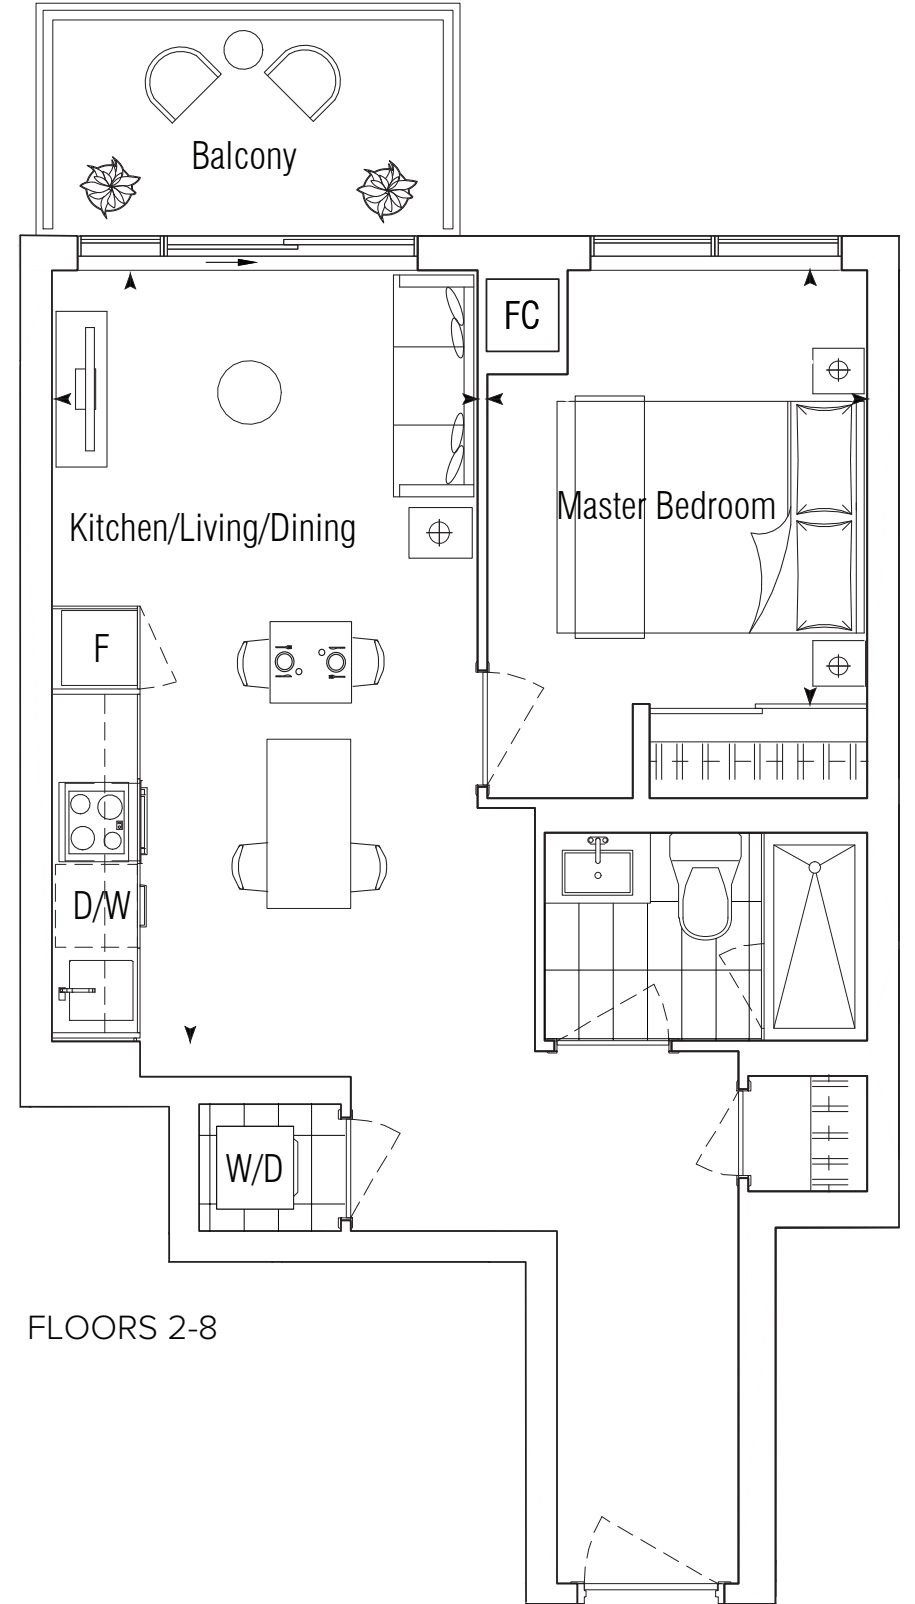 Balcony
FC
Master Bedroom
Kitchen/Living/Dining
F
D/W
W/D
FLOORS 2-8